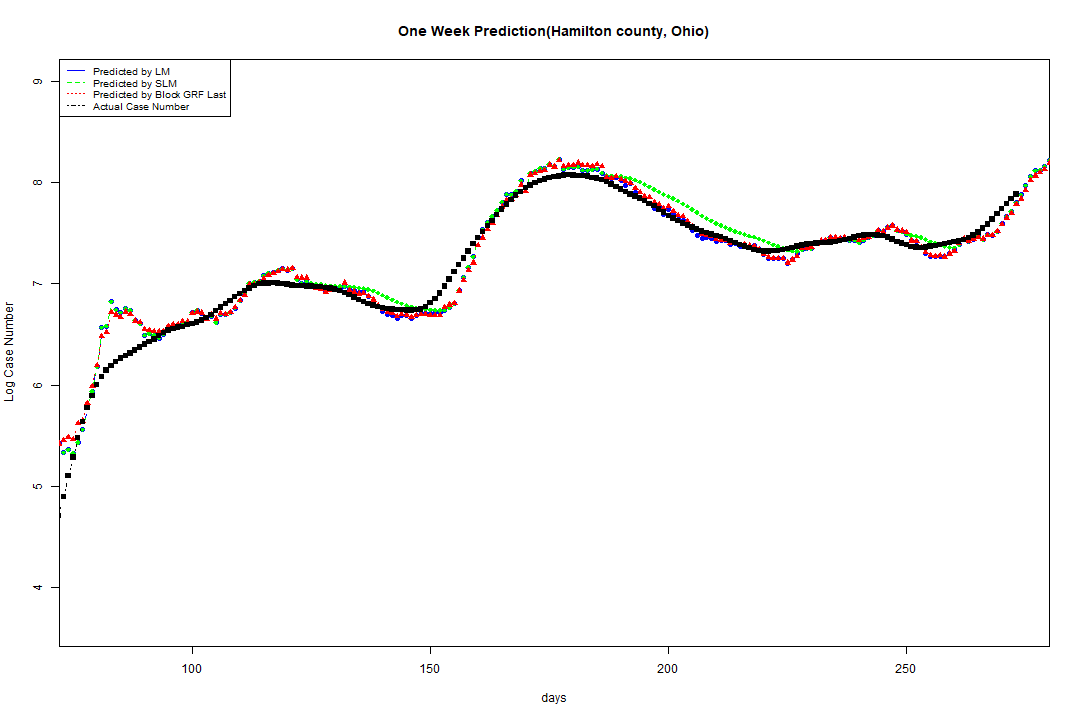 One Week Prediction(Hamilton county, Ohio)
Predicted by LM
Predicted by SLM
Predicted by Block GRF Last
Actual Case Number
9
8
7
6
5
4
Log Case Number
100 150 200 250
days